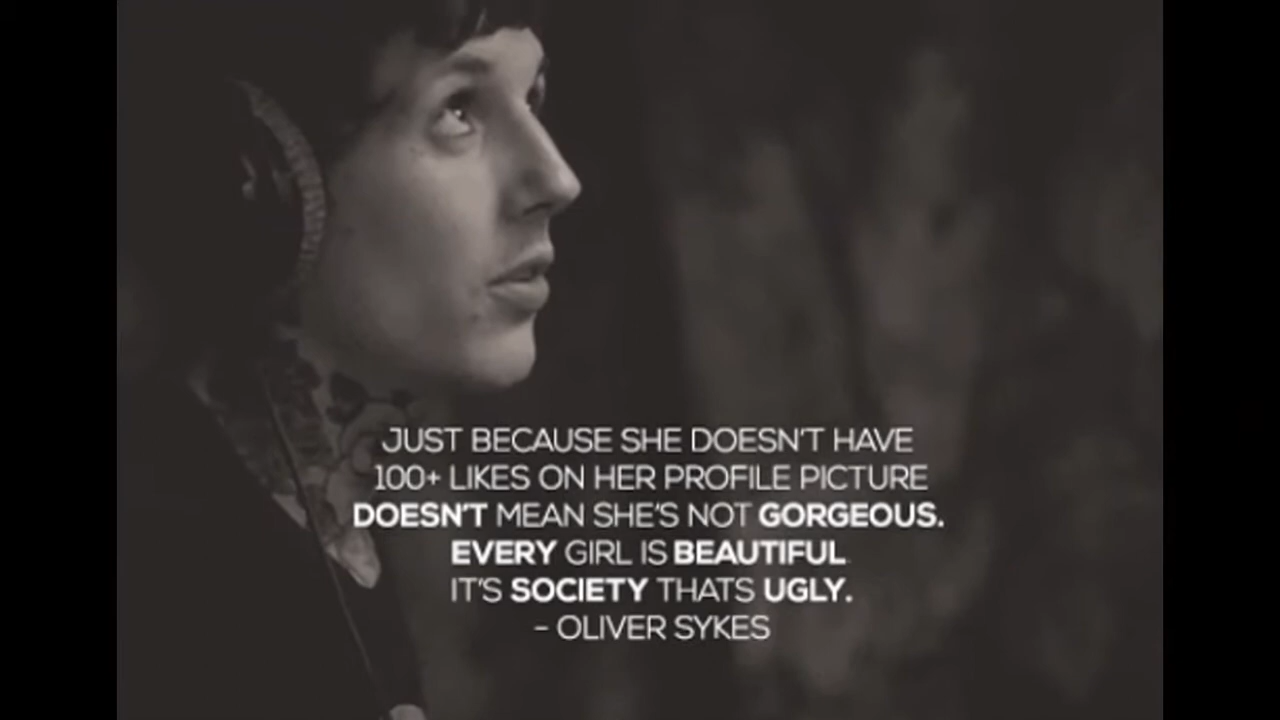 JUST BECAUSE SHE DOESN'T HAVE
100+ LIKES ON HER PROFILE PICTURE
DOESN'T MEAN SHE'S NOT GORGEOUS.
EVERY GIRL IS BEAUTIFUL.
IT'S SOCIETY THATS UGLY.
- OLIVER SYKES